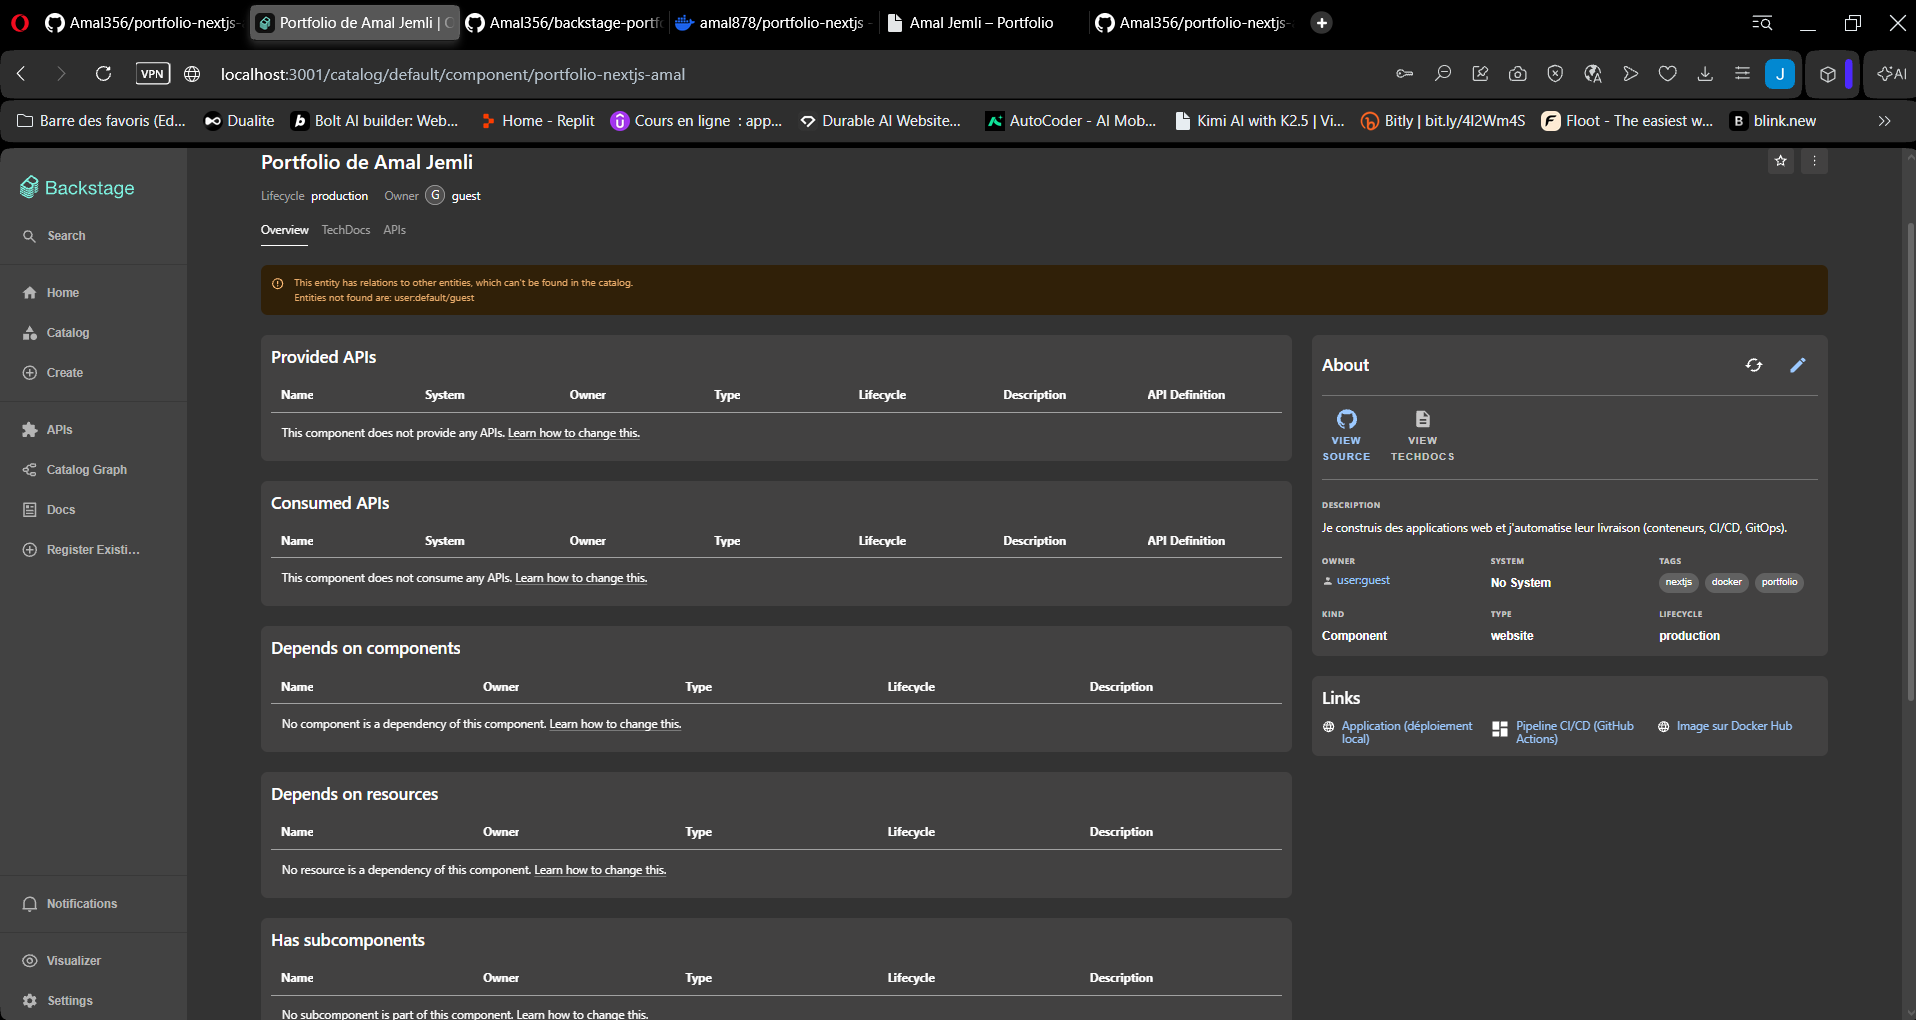 Amal356/portfolio-nextjs-
Portfolio de Amal Jemli | C
Amal356/backstage-portf
amal878/portfolio-nextjs -
Amal Jemli – Portfolio
Amal356/portfolio-nextjs-
VPN
localhost:3001/catalog/default/component/portfolio-nextjs-amal
J
AI
Barre des favoris (Ed...
Dualite
Bolt AI builder: Web...
Home - Replit
Cours en ligne : app...
Durable AI Website...
AutoCoder - AI Mob...
Kimi AI with K2.5 | Vi...
Bitly | bit.ly/4l2Wm4S
Floot - The easiest w...
blink.new
Backstage
Search
Home
Catalog
Create
APIs
Catalog Graph
Docs
Register Existi...
Notifications
Visualizer
Settings
Portfolio de Amal Jemli
Lifecycle production Owner G guest
Overview TechDocs APIs
This entity has relations to other entities, which can't be found in the catalog.
Entities not found are: user:default/guest
Provided APIs
Name System Owner Type Lifecycle Description API Definition
This component does not provide any APIs. Learn how to change this.
Consumed APIs
Name System Owner Type Lifecycle Description API Definition
This component does not consume any APIs. Learn how to change this.
Depends on components
Name Owner Type Lifecycle Description
No component is a dependency of this component. Learn how to change this.
Depends on resources
Name Owner Type Lifecycle Description
No resource is a dependency of this component. Learn how to change this.
Has subcomponents
Name Owner Type Lifecycle Description
No subcomponent is part of this component. Learn how to change this.
About
VIEW SOURCE
VIEW TECHDOCS
DESCRIPTION
Je construis des applications web et j'automatise leur livraison (conteneurs, CI/CD, GitOps).
OWNER SYSTEM TAGS
user:guest No System nextjs docker portfolio
KIND TYPE LIFECYCLE
Component website production
Links
Application (déploiement local)
Pipeline CI/CD (GitHub Actions)
Image sur Docker Hub